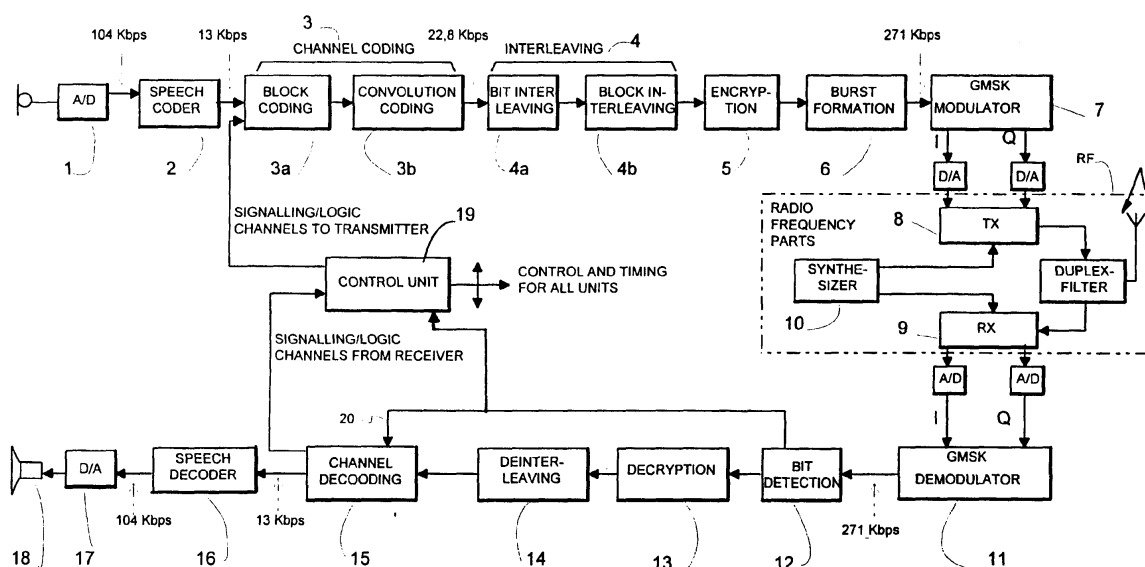 3
104 Kbps
13 Kbps
CHANNEL CODING
22,8 Kbps
INTERLEAVING
4
271 Kbps
A/D
SPEECH
CODER
BLOCK
CODING
CONVOLUTION
CODING
BIT INTER
LEAVING
BLOCK IN-
TERLEAVING
ENCRYP-
TION
BURST
FORMATION
GMSK
MODULATOR
7
1
2
3a
3b
4a
4b
5
6
I
Q
D/A
D/A
RF
SIGNALLING/LOGIC
CHANNELS TO TRANSMITTER
19
RADIO
FREQUENCY
PARTS
8
TX
CONTROL UNIT
CONTROL AND TIMING
FOR ALL UNITS
SYNTHE-
SIZER
DUPLEX-
FILTER
10
9
RX
SIGNALLING/LOGIC
CHANNELS FROM RECEIVER
A/D
A/D
20
I
Q
D/A
SPEECH
DECODER
CHANNEL
DECOODING
DEINTER-
LEAVING
DECRYPTION
BIT
DETECTION
GMSK
DEMODULATOR
104 Kbps
13 Kbps
271 Kbps
18
17
16
15
14
13
12
11